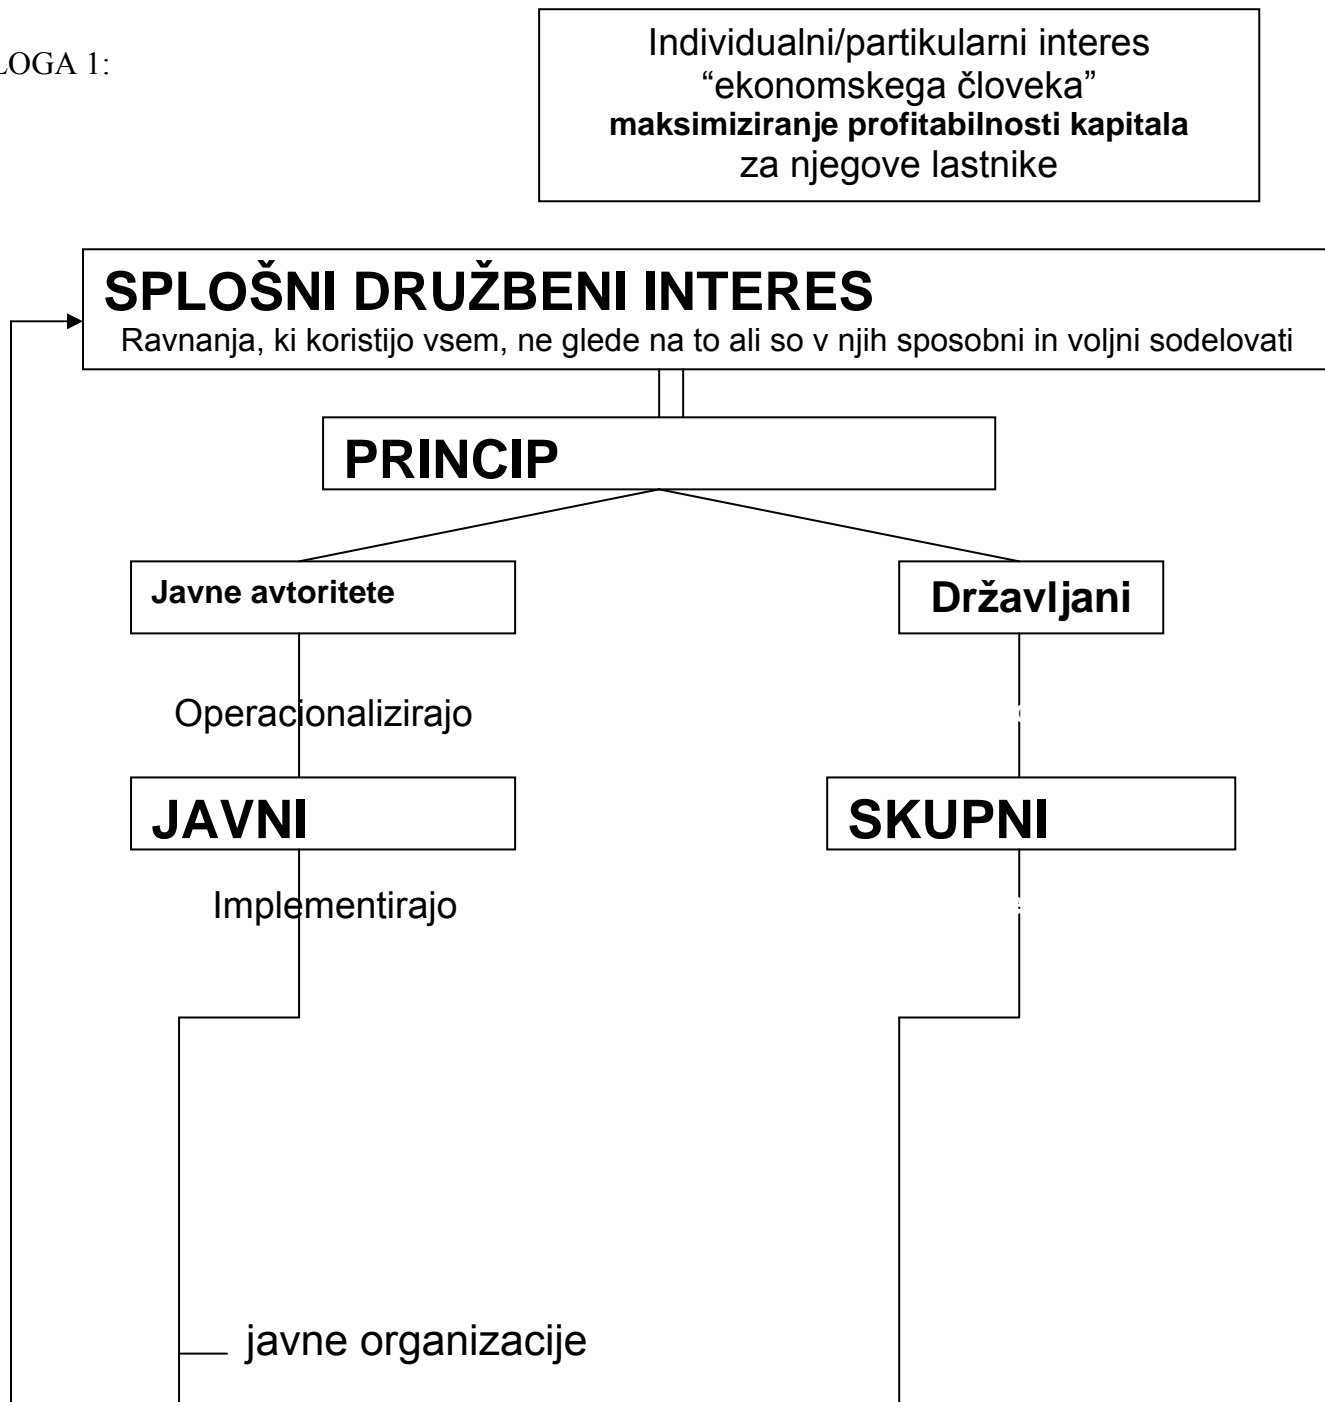 LOGA 1:
Individualni/partikularni interes
“ekonomskega človeka”
maksimiziranje profitabilnosti kapitala
za njegove lastnike
SPLOŠNI DRUŽBENI INTERES
Ravnanja, ki koristijo vsem, ne glede na to ali so v njih sposobni in voljni sodelovati
PRINCIP
Javne avtoritete
Državljani
Operacionalizirajo
JAVNI
SKUPNI
Implementirajo
javne organizacije